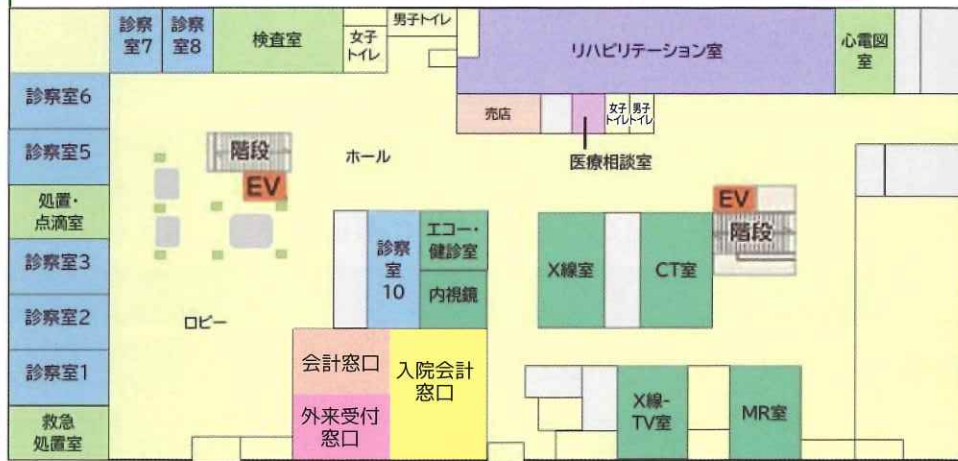 診察
室7
診察
室8
検査室
女子
トイレ
男子トイレ
リハビリテーション室
心電図
室
診察室6
売店
女子
トイレ
男子
トイレ
医療相談室
診察室5
階段
EV
ホール
処置・
点滴室
EV
階段
診察室3
診察
室
10
エコー・
健診室
内視鏡
X線室
CT室
診察室2
ロビー
診察室1
会計窓口
入院会計
窓口
外来受付
窓口
X線-
TV室
MR室
救急
処置室